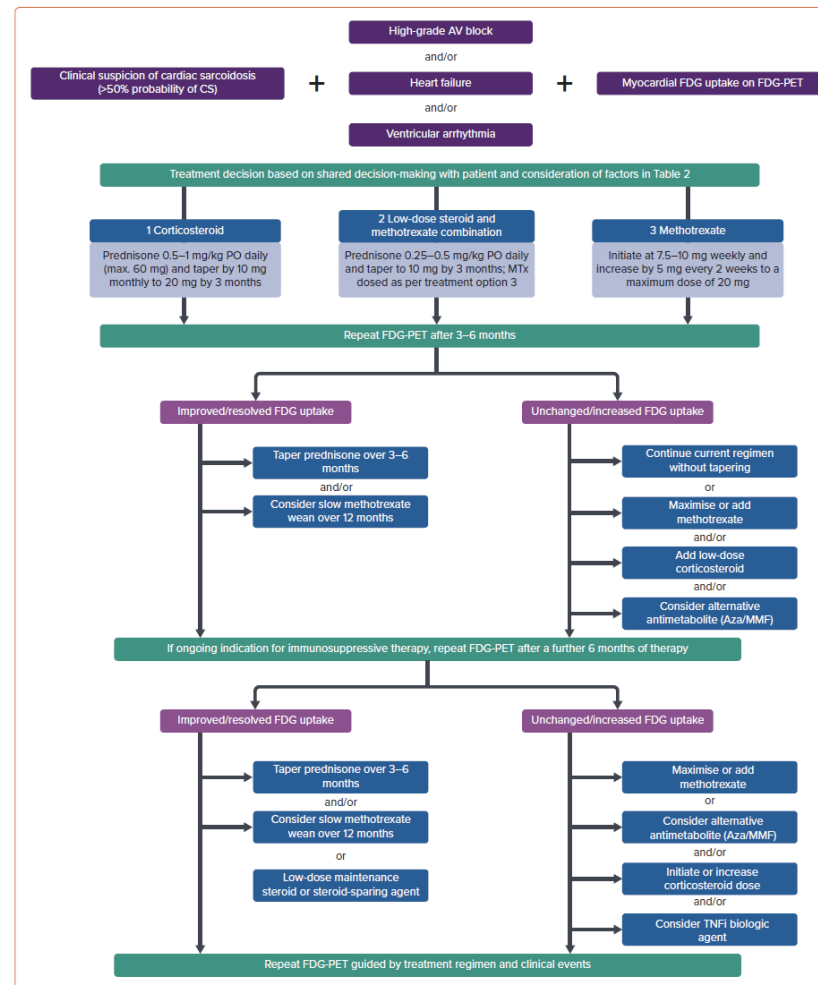 High-grade AV block
and/or
Clinical suspicion of cardiac sarcoidosis
(>50% probability of CS)
+
Heart failure
+
Myocardial FDG uptake on FDG-PET
and/or
Ventricular arrhythmia
Treatment decision based on shared decision-making with patient and consideration of factors in Table 2
1 Corticosteroid
Prednisone 0.5–1 mg/kg PO daily
(max. 60 mg) and taper by 10 mg
monthly to 20 mg by 3 months
2 Low-dose steroid and
methotrexate combination
Prednisone 0.25–0.5 mg/kg PO daily
and taper to 10 mg by 3 months; MTx
dosed as per treatment option 3
3 Methotrexate
Initiate at 7.5–10 mg weekly and
increase by 5 mg every 2 weeks to a
maximum dose of 20 mg
Repeat FDG-PET after 3–6 months
Improved/resolved FDG uptake
Taper prednisone over 3–6
months
and/or
Consider slow methotrexate
wean over 12 months
Unchanged/increased FDG uptake
Continue current regimen
without tapering
or
Maximise or add
methotrexate
and/or
Add low-dose
corticosteroid
and/or
Consider alternative
antimetabolite (Aza/MMF)
If ongoing indication for immunosuppressive therapy, repeat FDG-PET after a further 6 months of therapy
Improved/resolved FDG uptake
Taper prednisone over 3–6
months
and/or
Consider slow methotrexate
wean over 12 months
or
Low-dose maintenance
steroid or steroid-sparing agent
Unchanged/increased FDG uptake
Maximise or add
methotrexate
or
Consider alternative
antimetabolite (Aza/MMF)
and/or
Initiate or increase
corticosteroid dose
and/or
Consider TNFi biologic
agent
Repeat FDG-PET guided by treatment regimen and clinical events